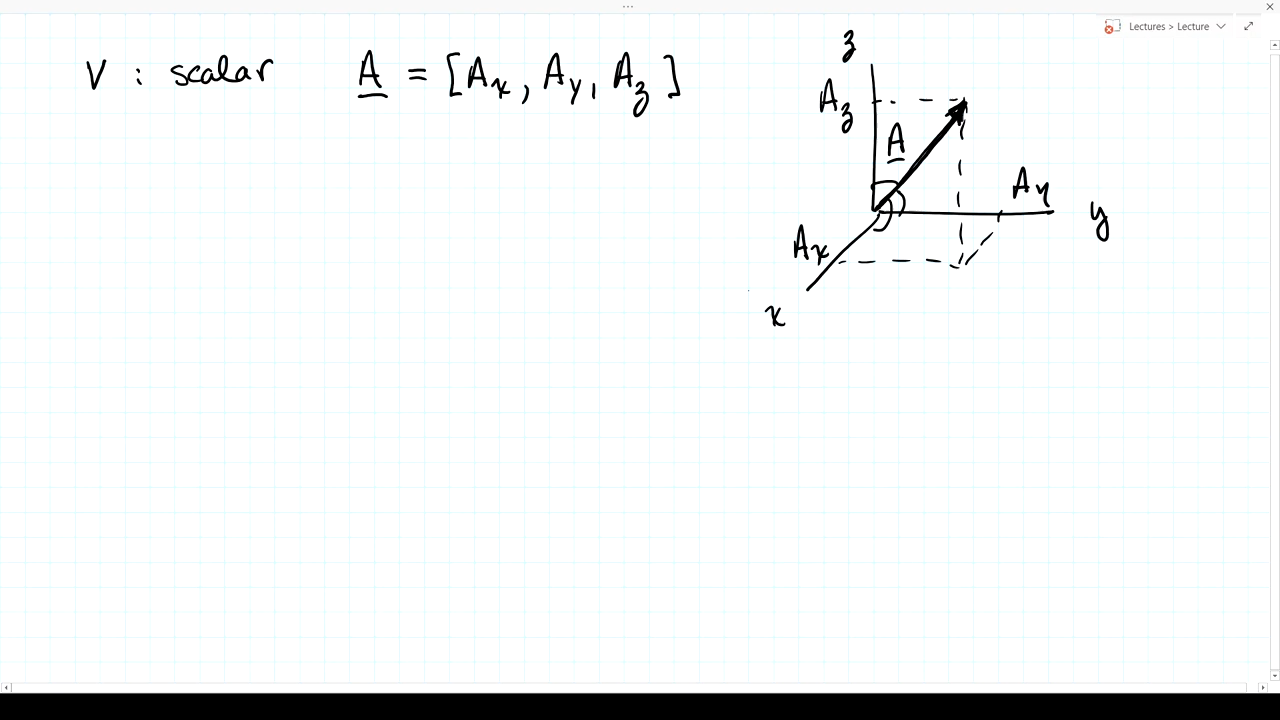 Lectures > Lecture
V : scalar A = [Ax, Ay, Az]
z
Az
A
Ay
y
Ax
x